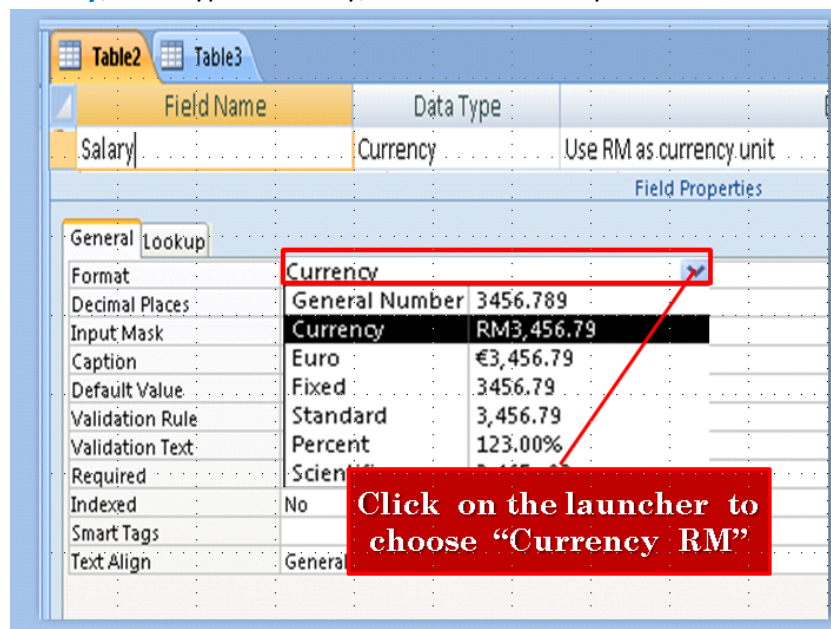 Table2 Table3
Field Name Data Type
Salary Currency Use RM as currency unit
Field Properties
General Lookup
Format Currency
Decimal Places General Number 3456.789
Input Mask Currency RM3,456.79
Caption Euro €3,456.79
Default Value Fixed 3456.79
Validation Rule Standard 3,456.79
Validation Text Percent 123.00%
Required
Indexed No
Smart Tags
Text Align General
Click on the launcher to
choose “Currency RM”